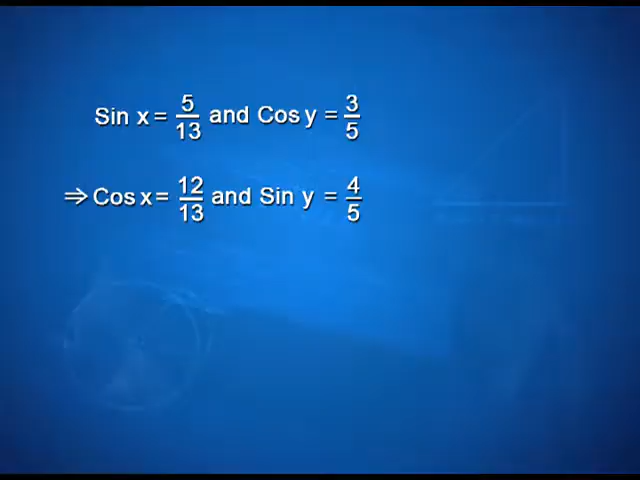 Sin x = 5/13 and Cos y = 3/5
⇒ Cos x = 12/13 and Sin y = 4/5